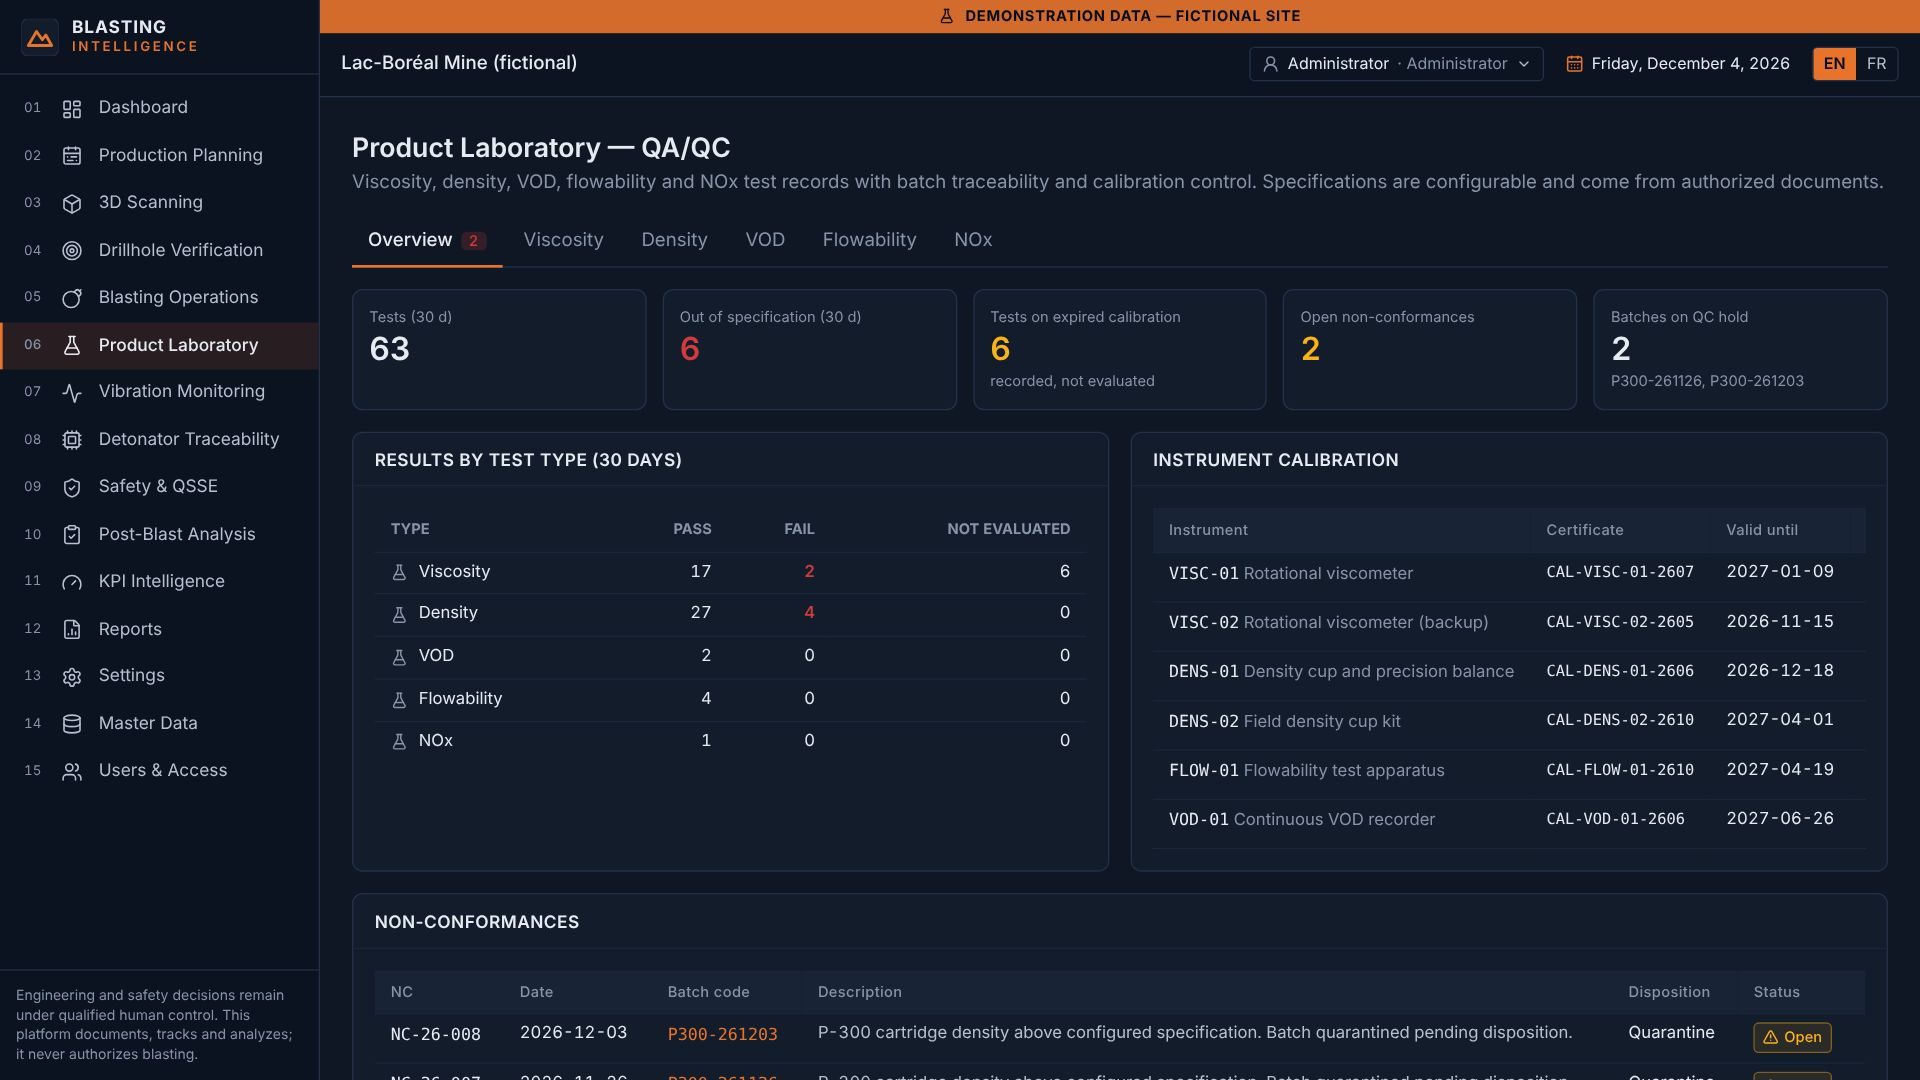 BLASTING
INTELLIGENCE
DEMONSTRATION DATA — FICTIONAL SITE
Lac-Boréal Mine (fictional)
Administrator · Administrator
Friday, December 4, 2026
EN FR
01 Dashboard
02 Production Planning
03 3D Scanning
04 Drillhole Verification
05 Blasting Operations
06 Product Laboratory
07 Vibration Monitoring
08 Detonator Traceability
09 Safety & QSSE
10 Post-Blast Analysis
11 KPI Intelligence
12 Reports
13 Settings
14 Master Data
15 Users & Access
Engineering and safety decisions remain
under qualified human control. This
platform documents, tracks and analyzes;
it never authorizes blasting.
Product Laboratory — QA/QC
Viscosity, density, VOD, flowability and NOx test records with batch traceability and calibration control. Specifications are configurable and come from authorized documents.
Overview 2 Viscosity Density VOD Flowability NOx
Tests (30 d)
63
Out of specification (30 d)
6
Tests on expired calibration
6
recorded, not evaluated
Open non-conformances
2
Batches on QC hold
2
P300-261126, P300-261203
RESULTS BY TEST TYPE (30 DAYS)
TYPE PASS FAIL NOT EVALUATED
Viscosity 17 2 6
Density 27 4 0
VOD 2 0 0
Flowability 4 0 0
NOx 1 0 0
INSTRUMENT CALIBRATION
Instrument Certificate Valid until
VISC-01 Rotational viscometer CAL-VISC-01-2607 2027-01-09
VISC-02 Rotational viscometer (backup) CAL-VISC-02-2605 2026-11-15
DENS-01 Density cup and precision balance CAL-DENS-01-2606 2026-12-18
DENS-02 Field density cup kit CAL-DENS-02-2610 2027-04-01
FLOW-01 Flowability test apparatus CAL-FLOW-01-2610 2027-04-19
VOD-01 Continuous VOD recorder CAL-VOD-01-2606 2027-06-26
NON-CONFORMANCES
NC Date Batch code Description Disposition Status
NC-26-008 2026-12-03 P300-261203 P-300 cartridge density above configured specification. Batch quarantined pending disposition. Quarantine Open